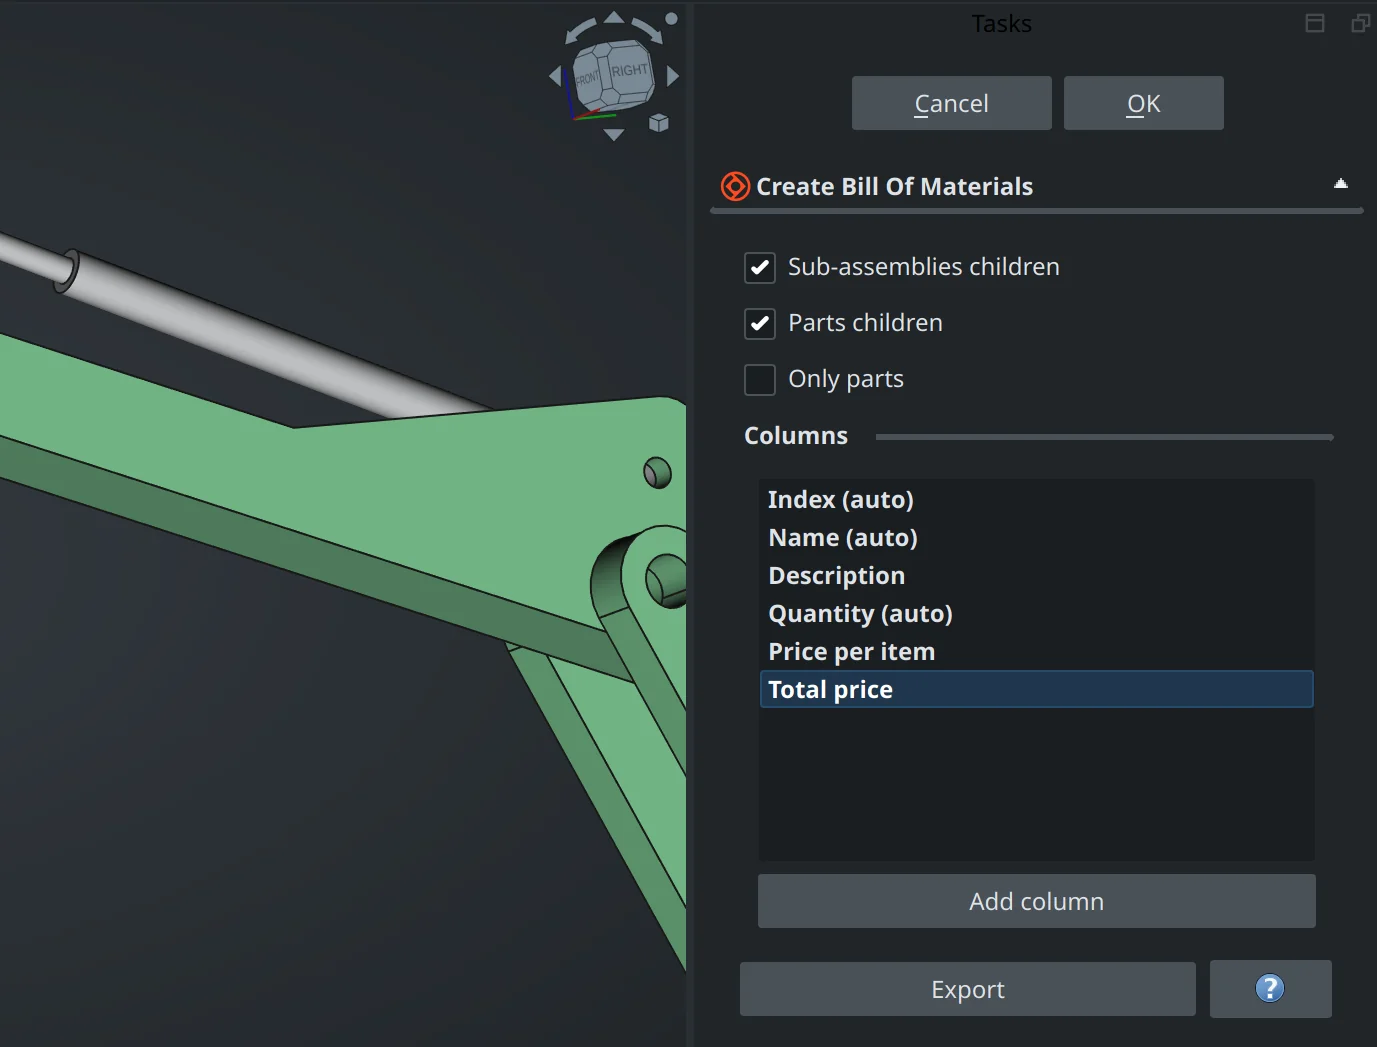 Tasks
FRONT
RIGHT
Cancel
OK
Create Bill Of Materials
Sub-assemblies children
Parts children
Only parts
Columns
Index (auto)
Name (auto)
Description
Quantity (auto)
Price per item
Total price
Add column
Export
?